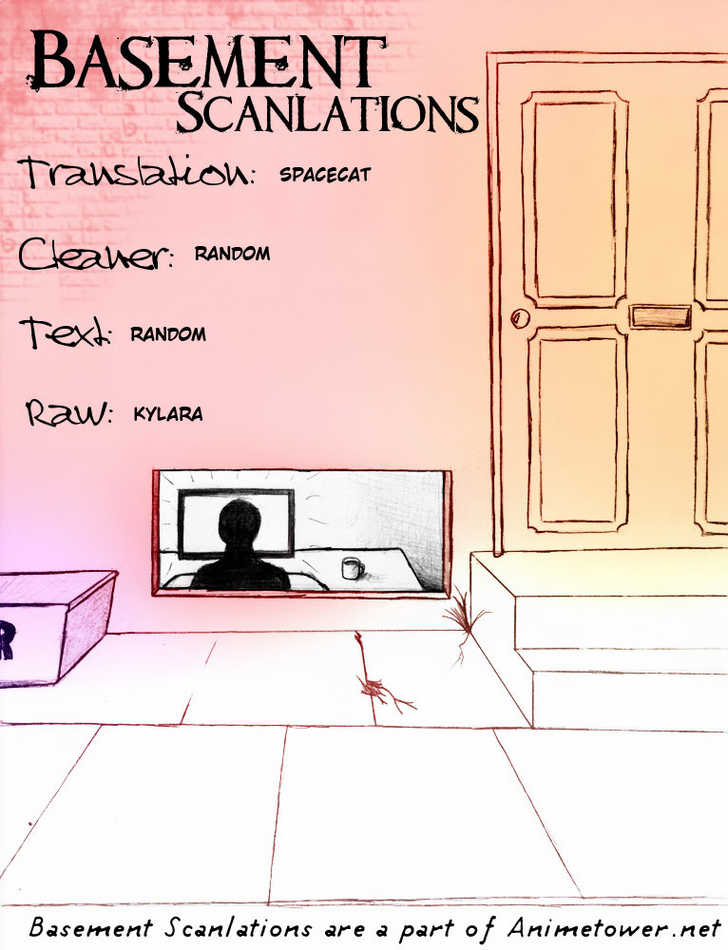 BASEMENT
SCANLATIONS
Translation: SPACECAT
Cleaner: RANDOM
Text: RANDOM
Raw: KYLARA
R
Basement Scanlations are a part of Animetower.net